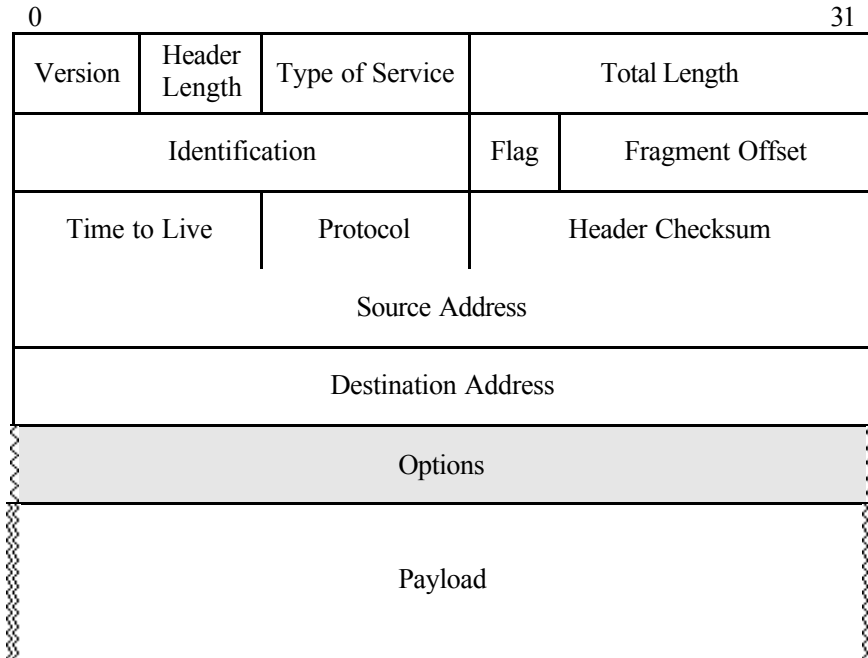 0 31
Version Header Length Type of Service Total Length
Identification Flag Fragment Offset
Time to Live Protocol Header Checksum
Source Address
Destination Address
Options
Payload